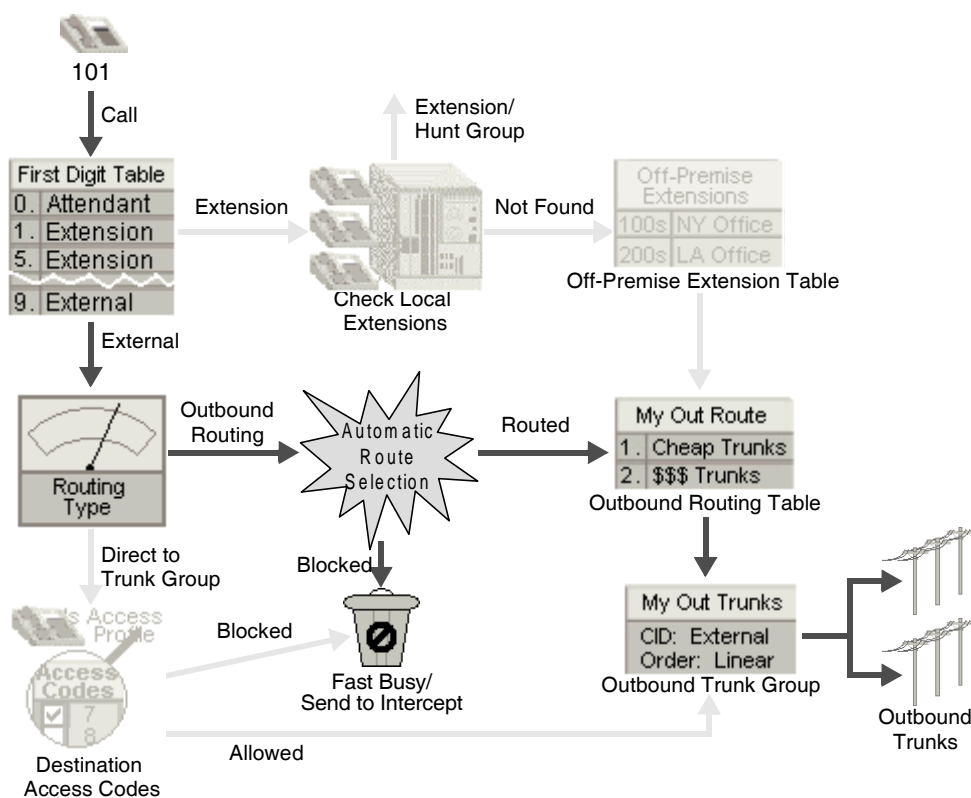 101
Call
Extension/
Hunt Group
First Digit Table
0. Attendant
1. Extension
5. Extension
9. External
Extension
Not Found
Off-Premise
Extensions
100s NY Office
200s LA Office
Check Local
Extensions
Off-Premise Extension Table
External
Outbound
Routing
Automatic
Route
Selection
Routed
My Out Route
1. Cheap Trunks
2. $$$ Trunks
Outbound Routing Table
Routing
Type
Direct to
Trunk Group
Blocked
My Out Trunks
CID: External
Order: Linear
Outbound Trunk Group
Access
Profile
Blocked
Access
Codes
7
8
Fast Busy/
Send to Intercept
Outbound
Trunks
Allowed
Destination
Access Codes